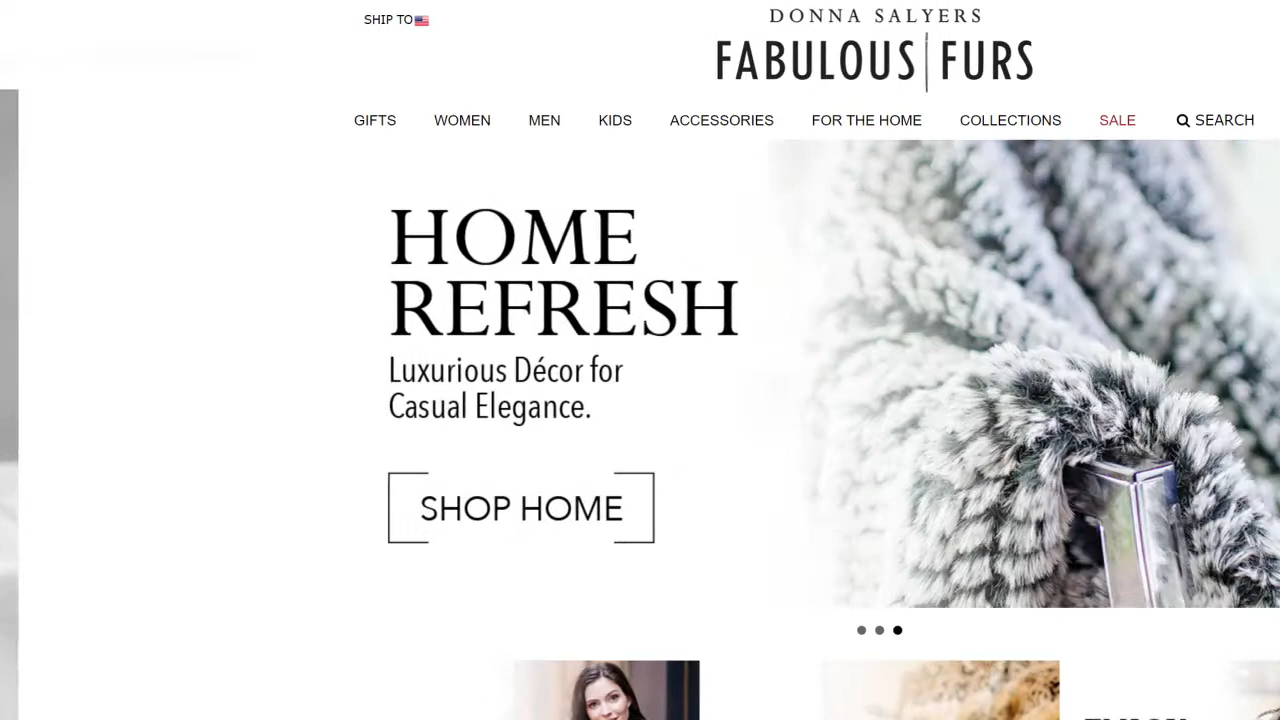 SHIP TO
DONNA SALYERS
FABULOUS FURS
GIFTS WOMEN MEN KIDS ACCESSORIES FOR THE HOME COLLECTIONS SALE SEARCH
HOME
REFRESH
Luxurious Décor for
Casual Elegance.
SHOP HOME